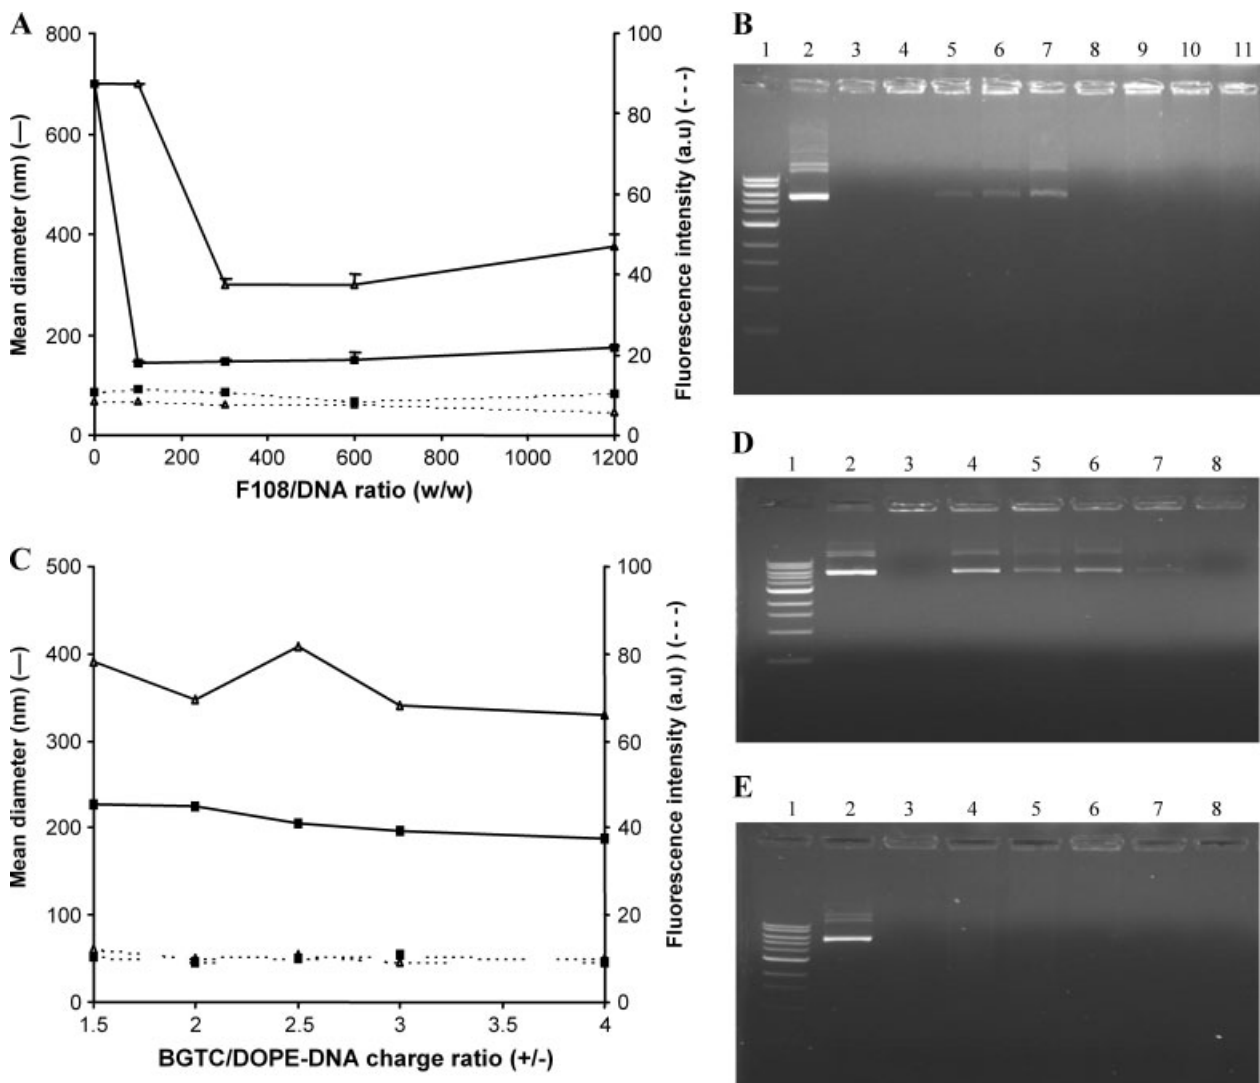 A
800
600
400
200
0
Mean diameter (nm) (—)
100
80
60
40
20
0
Fluorescence intensity (a.u) (- - -)
0 200 400 600 800 1000 1200
F108/DNA ratio (w/w)
B
1 2 3 4 5 6 7 8 9 10 11
C
500
400
300
200
100
0
Mean diameter (nm) (—)
100
80
60
40
20
0
Fluorescence intensity (a.u) ) (- - -)
1.5 2 2.5 3 3.5 4
BGTC/DOPE-DNA charge ratio (+/-)
D
1 2 3 4 5 6 7 8
E
1 2 3 4 5 6 7 8